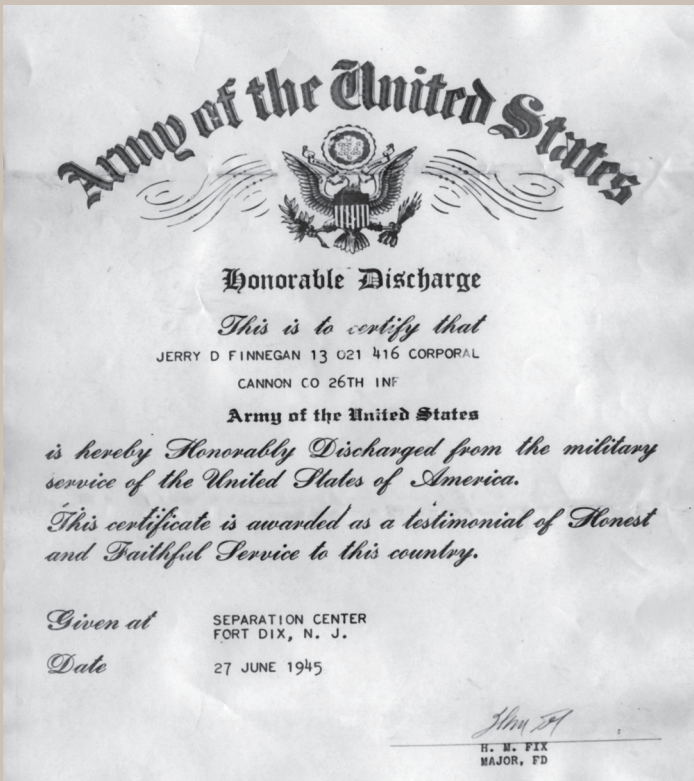 Army of the United States
Honorable Discharge
This is to certify that
JERRY D FINNEGAN 13 021 416 CORPORAL
CANNON CO 26TH INF
Army of the United States
is hereby Honorably Discharged from the military
service of the United States of America.
This certificate is awarded as a testimonial of Honest
and Faithful Service to this country.
Given at SEPARATION CENTER
FORT DIX, N. J.
Date 27 JUNE 1945
H. M. FIX
MAJOR, FD